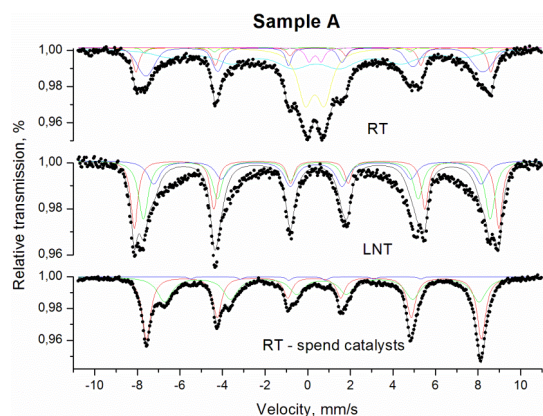 Sample A
Relative transmission, %
1,00
0,98
0,96
RT
1,00
0,98
0,96
LNT
1,00
0,98
0,96
RT - spend catalysts
-10 -8 -6 -4 -2 0 2 4 6 8 10
Velocity, mm/s